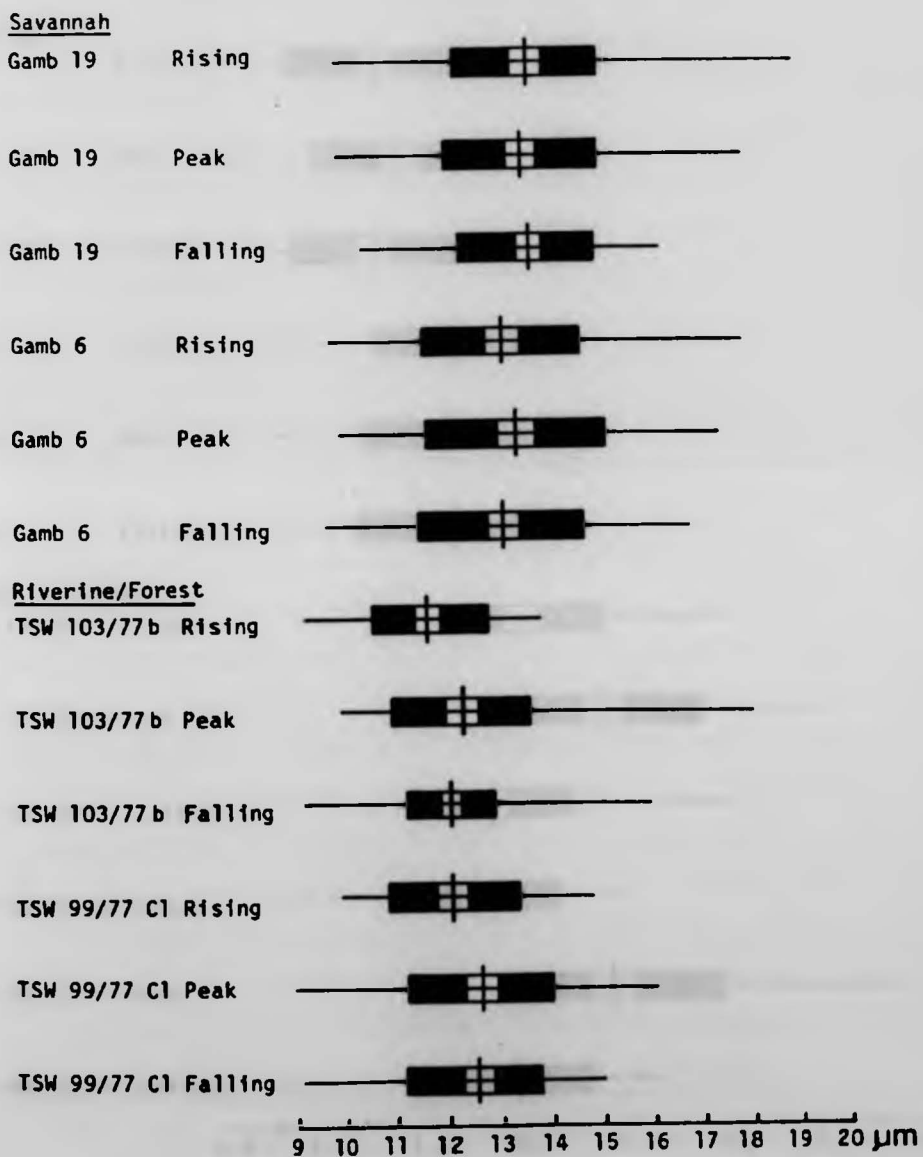 Savannah
Gamb 19 Rising
Gamb 19 Peak
Gamb 19 Falling
Gamb 6 Rising
Gamb 6 Peak
Gamb 6 Falling
Riverine/Forest
TSW 103/77b Rising
TSW 103/77b Peak
TSW 103/77b Falling
TSW 99/77 Cl Rising
TSW 99/77 Cl Peak
TSW 99/77 Cl Falling
9 10 11 12 13 14 15 16 17 18 19 20 µm